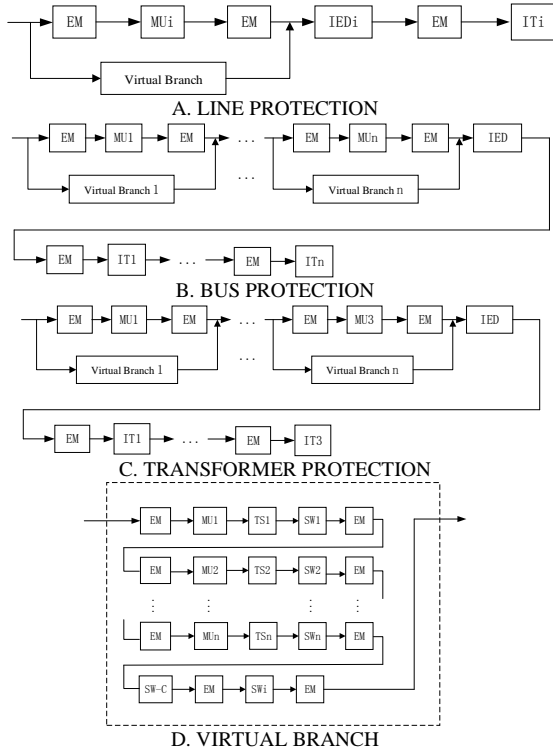 EM MUi EM IEDi EM ITi
Virtual Branch
A. LINE PROTECTION
EM MU1 EM ... EM MUn EM IED
Virtual Branch 1 ... Virtual Branch n
EM IT1 ... EM ITn
B. BUS PROTECTION
EM MU1 EM ... EM MU3 EM IED
Virtual Branch 1 ... Virtual Branch n
EM IT1 ... EM IT3
C. TRANSFORMER PROTECTION
EM MU1 TS1 SW1 EM
EM MU2 TS2 SW2 EM
EM MUn TSn SWn EM
SW-C EM SWi EM
D. VIRTUAL BRANCH